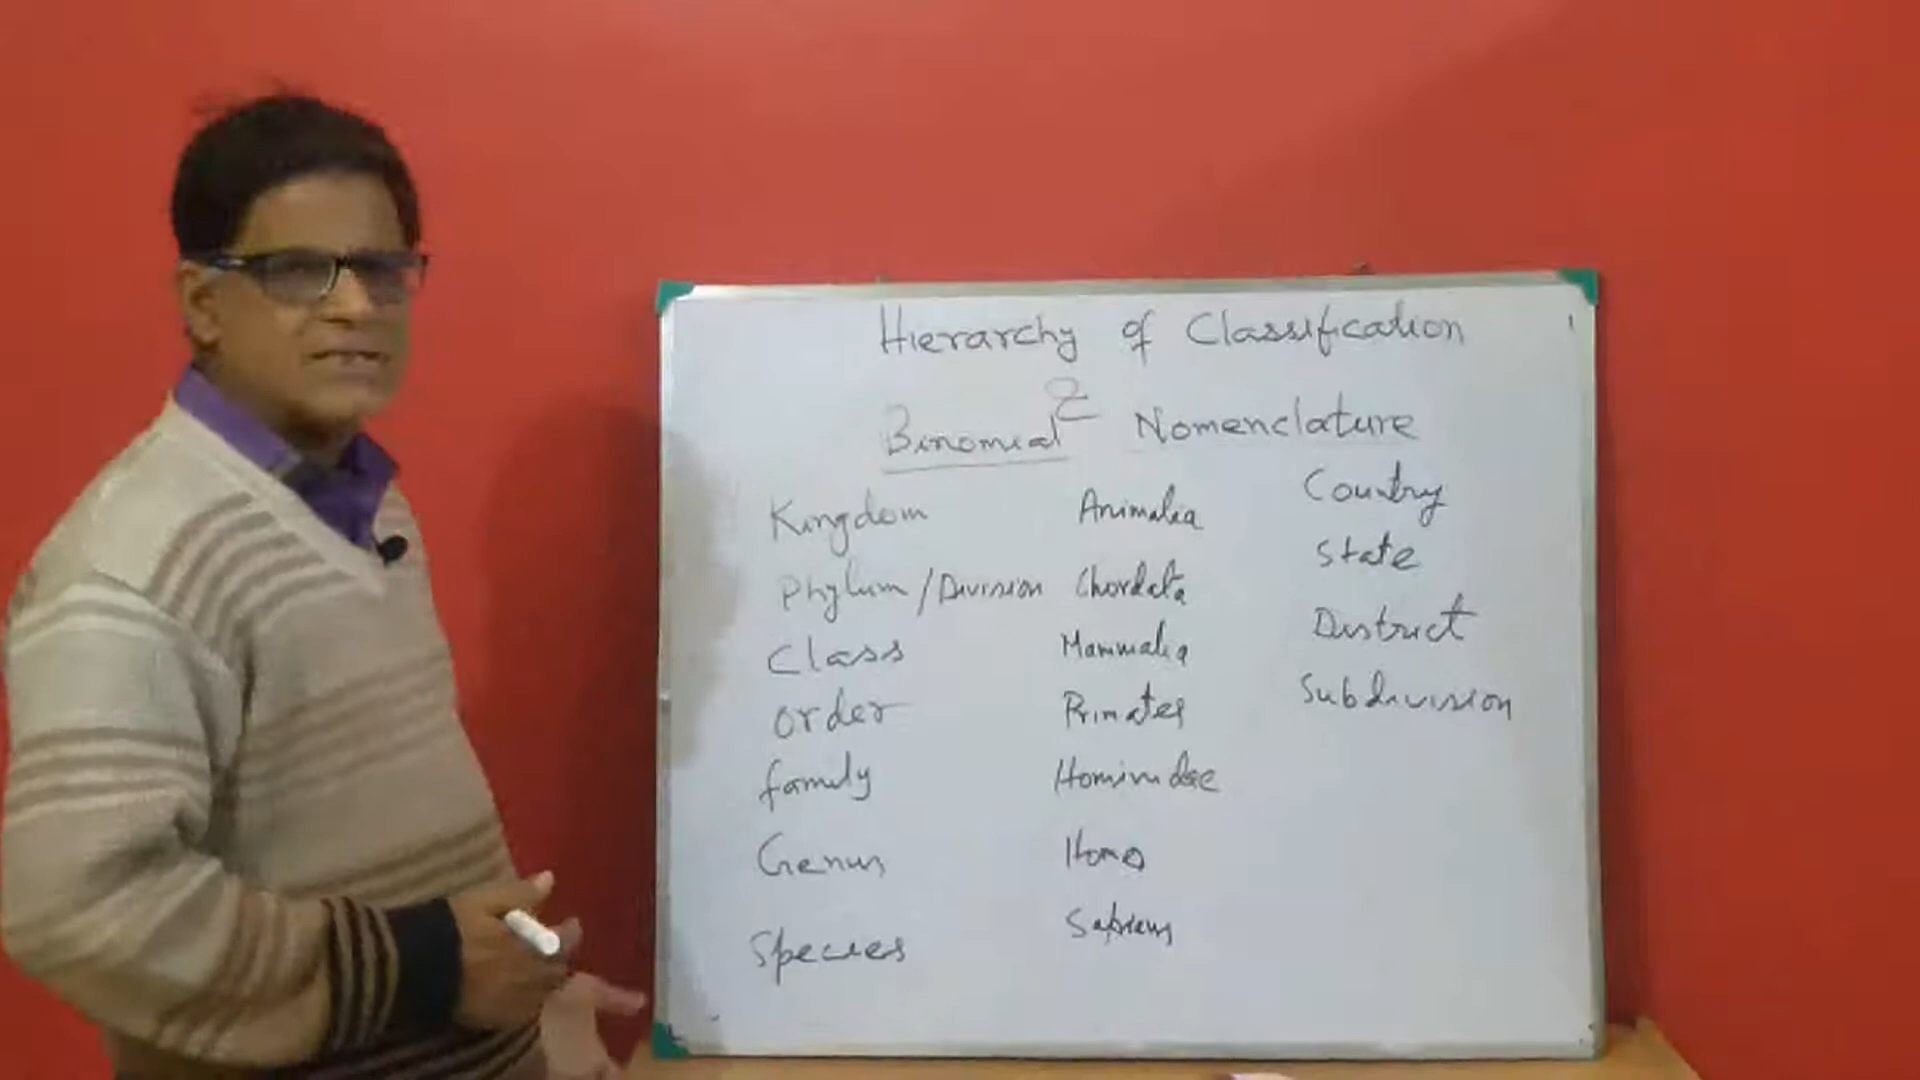 Hierarchy of Classification
&
Binomial Nomenclature
Kingdom Animalia Country
Phylum / Division Chordata State
Class Mammalia District
order Primates Subdivision
family Hominidae
Genus Homo
Species Sapiens